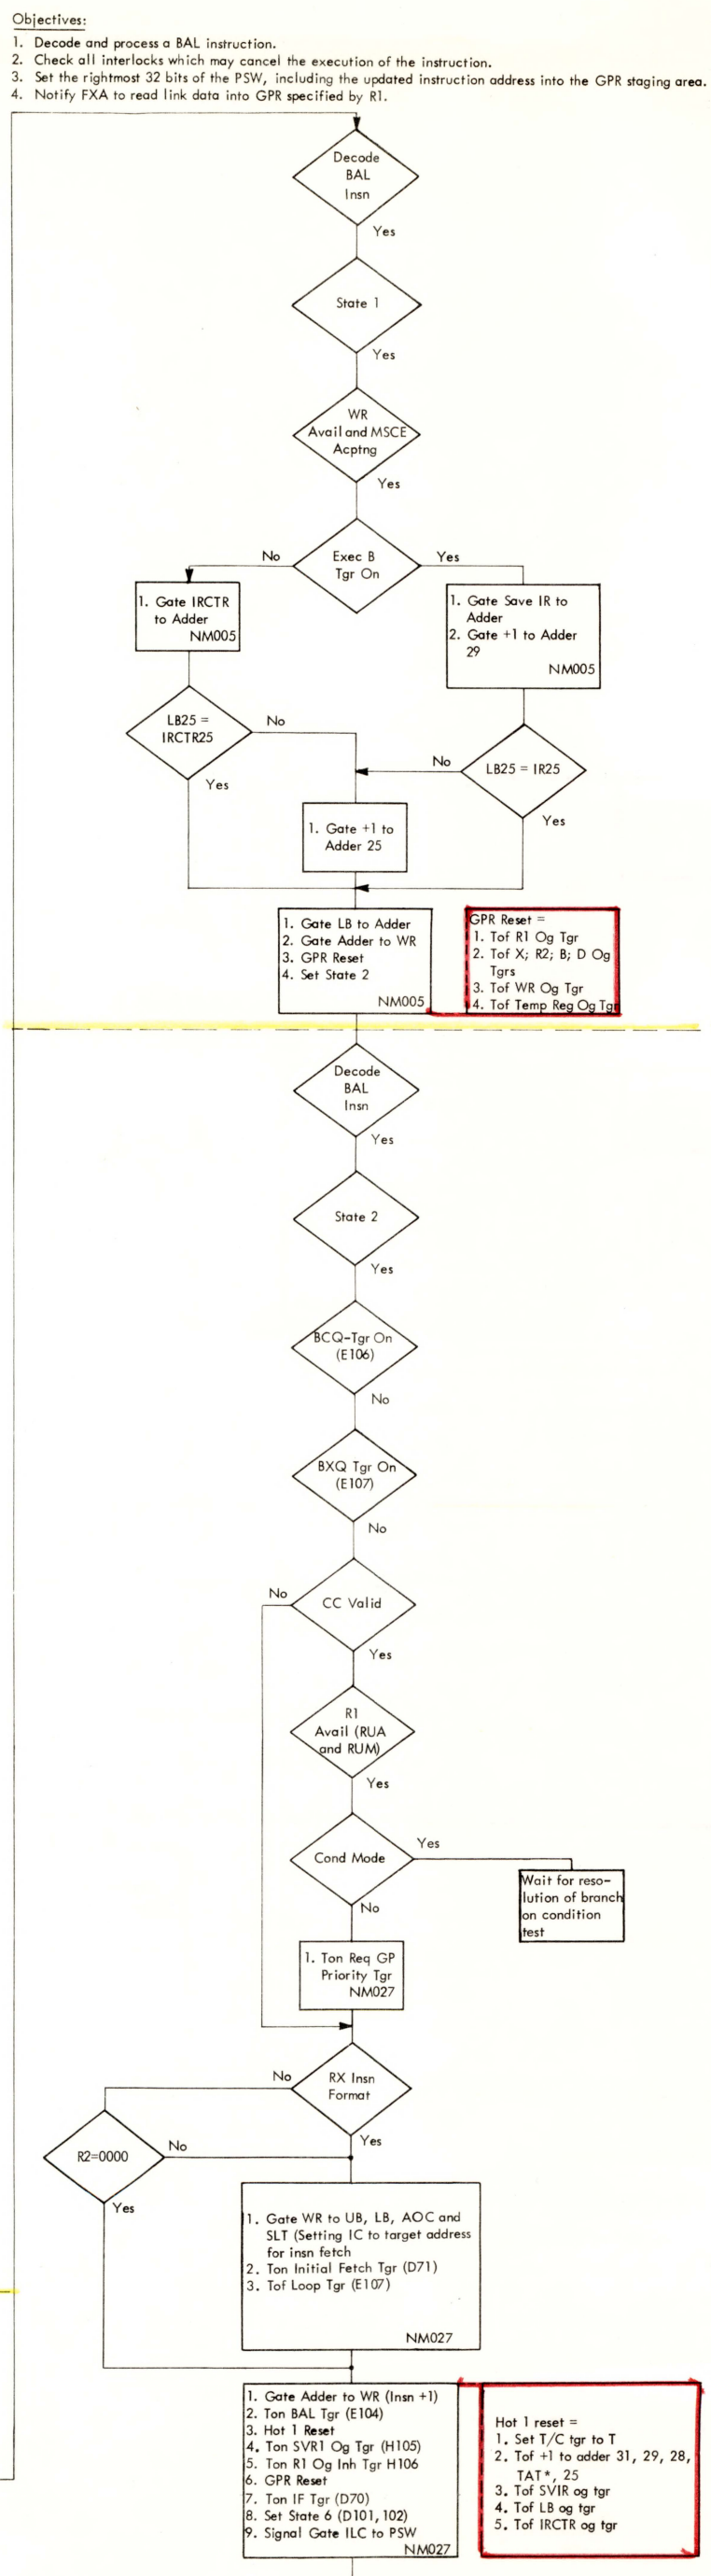 Objectives:
1. Decode and process a BAL instruction.
2. Check all interlocks which may cancel the execution of the instruction.
3. Set the rightmost 32 bits of the PSW, including the updated instruction address into the GPR staging area.
4. Notify FXA to read link data into GPR specified by R1.
Decode
BAL
Insn
Yes
State 1
Yes
WR
Avail and MSCE
Acptng
Yes
Exec B
Tgr On
No
Yes
1. Gate IRCTR
to Adder
NM005
1. Gate Save IR to
Adder
2. Gate +1 to Adder
29
NM005
LB25 =
IRCTR25
No
Yes
LB25 = IR25
No
Yes
1. Gate +1 to
Adder 25
1. Gate LB to Adder
2. Gate Adder to WR
3. GPR Reset
4. Set State 2
NM005
GPR Reset =
1. Tof R1 Og Tgr
2. Tof X; R2; B; D Og
Tgrs
3. Tof WR Og Tgr
4. Tof Temp Reg Og Tgr
Decode
BAL
Insn
Yes
State 2
Yes
BCQ-Tgr On
(E106)
No
BXQ Tgr On
(E107)
No
CC Valid
No
Yes
R1
Avail (RUA
and RUM)
Yes
Cond Mode
Yes
No
Wait for reso-
lution of branch
on condition
test
1. Ton Req GP
Priority Tgr
NM027
RX Insn
Format
No
Yes
R2=0000
No
Yes
1. Gate WR to UB, LB, AOC and
SLT (Setting IC to target address
for insn fetch
2. Ton Initial Fetch Tgr (D71)
3. Tof Loop Tgr (E107)
NM027
1. Gate Adder to WR (Insn +1)
2. Ton BAL Tgr (E104)
3. Hot 1 Reset
4. Ton SVR1 Og Tgr (H105)
5. Ton R1 Og Inh Tgr H106
6. GPR Reset
7. Ton IF Tgr (D70)
8. Set State 6 (D101, 102)
9. Signal Gate ILC to PSW
NM027
Hot 1 reset =
1. Set T/C tgr to T
2. Tof +1 to adder 31, 29, 28,
TAT*, 25
3. Tof SVIR og tgr
4. Tof LB og tgr
5. Tof IRCTR og tgr